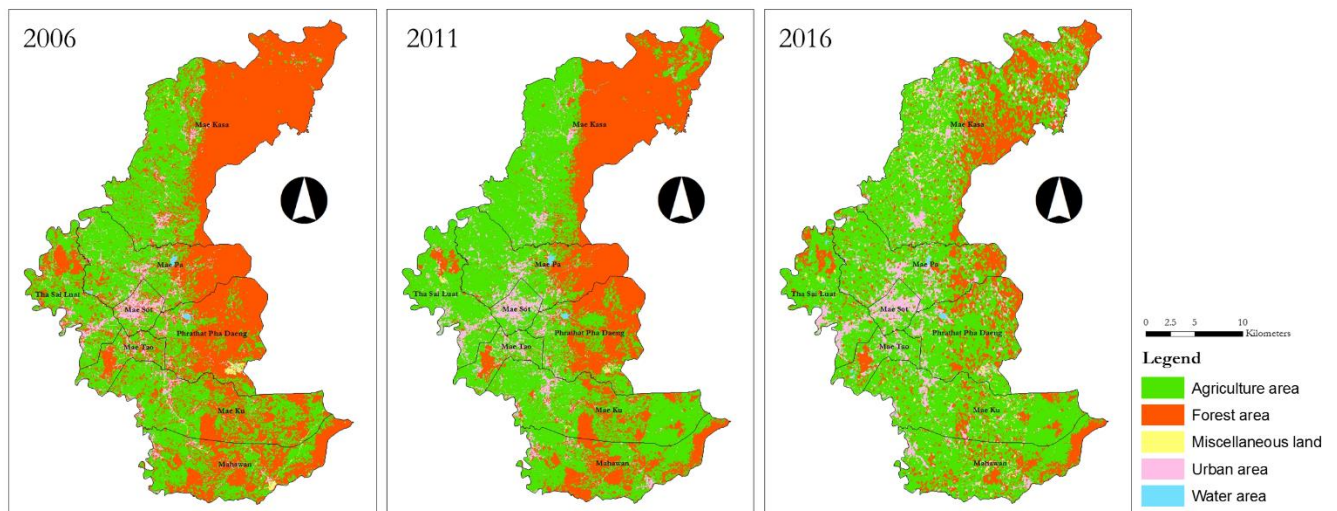 2006
Mae Kasa
Mae Pa
Tha Sai Luat
Mae Sot
Phrathat Pha Daeng
Mae Tao
Mae Ku
Mahawan
2011
Mae Kasa
Mae Pa
Tha Sai Luat
Mae Sot
Phrathat Pha Daeng
Mae Tao
Mae Ku
Mahawan
2016
Mae Kasa
Mae Pa
Tha Sai Luat
Mae Sot
Phrathat Pha Daeng
Mae Tao
Mae Ku
Mahawan
0 2.5 5 10
Kilometers
Legend
Agriculture area
Forest area
Miscellaneous land
Urban area
Water area